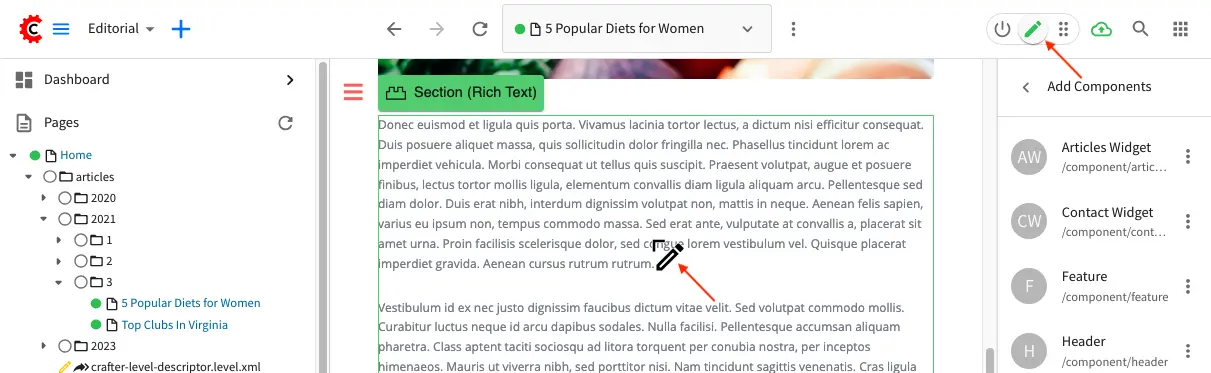 Editorial
5 Popular Diets for Women
Dashboard
Pages
Home
articles
2020
2021
1
2
3
5 Popular Diets for Women
Top Clubs In Virginia
2023
crafter-level-descriptor.level.xml
Section (Rich Text)
Donec euismod et ligula quis porta. Vivamus lacinia tortor lectus, a dictum nisi efficitur consequat.
Duis posuere aliquet massa, quis sollicitudin dolor fringilla nec. Phasellus tincidunt lorem ac
imperdiet vehicula. Morbi consequat ut tellus quis suscipit. Praesent volutpat, augue et posuere
finibus, lectus tortor mollis ligula, elementum convallis diam ligula aliquam arcu. Pellentesque sed
diam dolor. Duis erat nibh, interdum dignissim volutpat non, mattis in neque. Aenean felis sapien,
varius eu ipsum non, tempus commodo massa. Sed erat ante, vulputate at convallis a, placerat sit
amet urna. Proin facilisis scelerisque dolor, sed congue lorem vestibulum vel. Quisque placerat
imperdiet gravida. Aenean cursus rutrum rutrum.
Vestibulum id ex nec justo dignissim faucibus dictum vitae velit. Sed volutpat commodo mollis.
Curabitur luctus neque id arcu dapibus sodales. Nulla facilisi. Pellentesque accumsan aliquam
pharetra. Class aptent taciti sociosqu ad litora torquent per conubia nostra, per inceptos
himenaeos. Mauris ut viverra nibh, sed porttitor nisi. Nam tincidunt sagittis venenatis. Cras ligula
Add Components
AW
Articles Widget
/component/artic...
CW
Contact Widget
/component/cont...
F
Feature
/component/feature
H
Header
/component/header